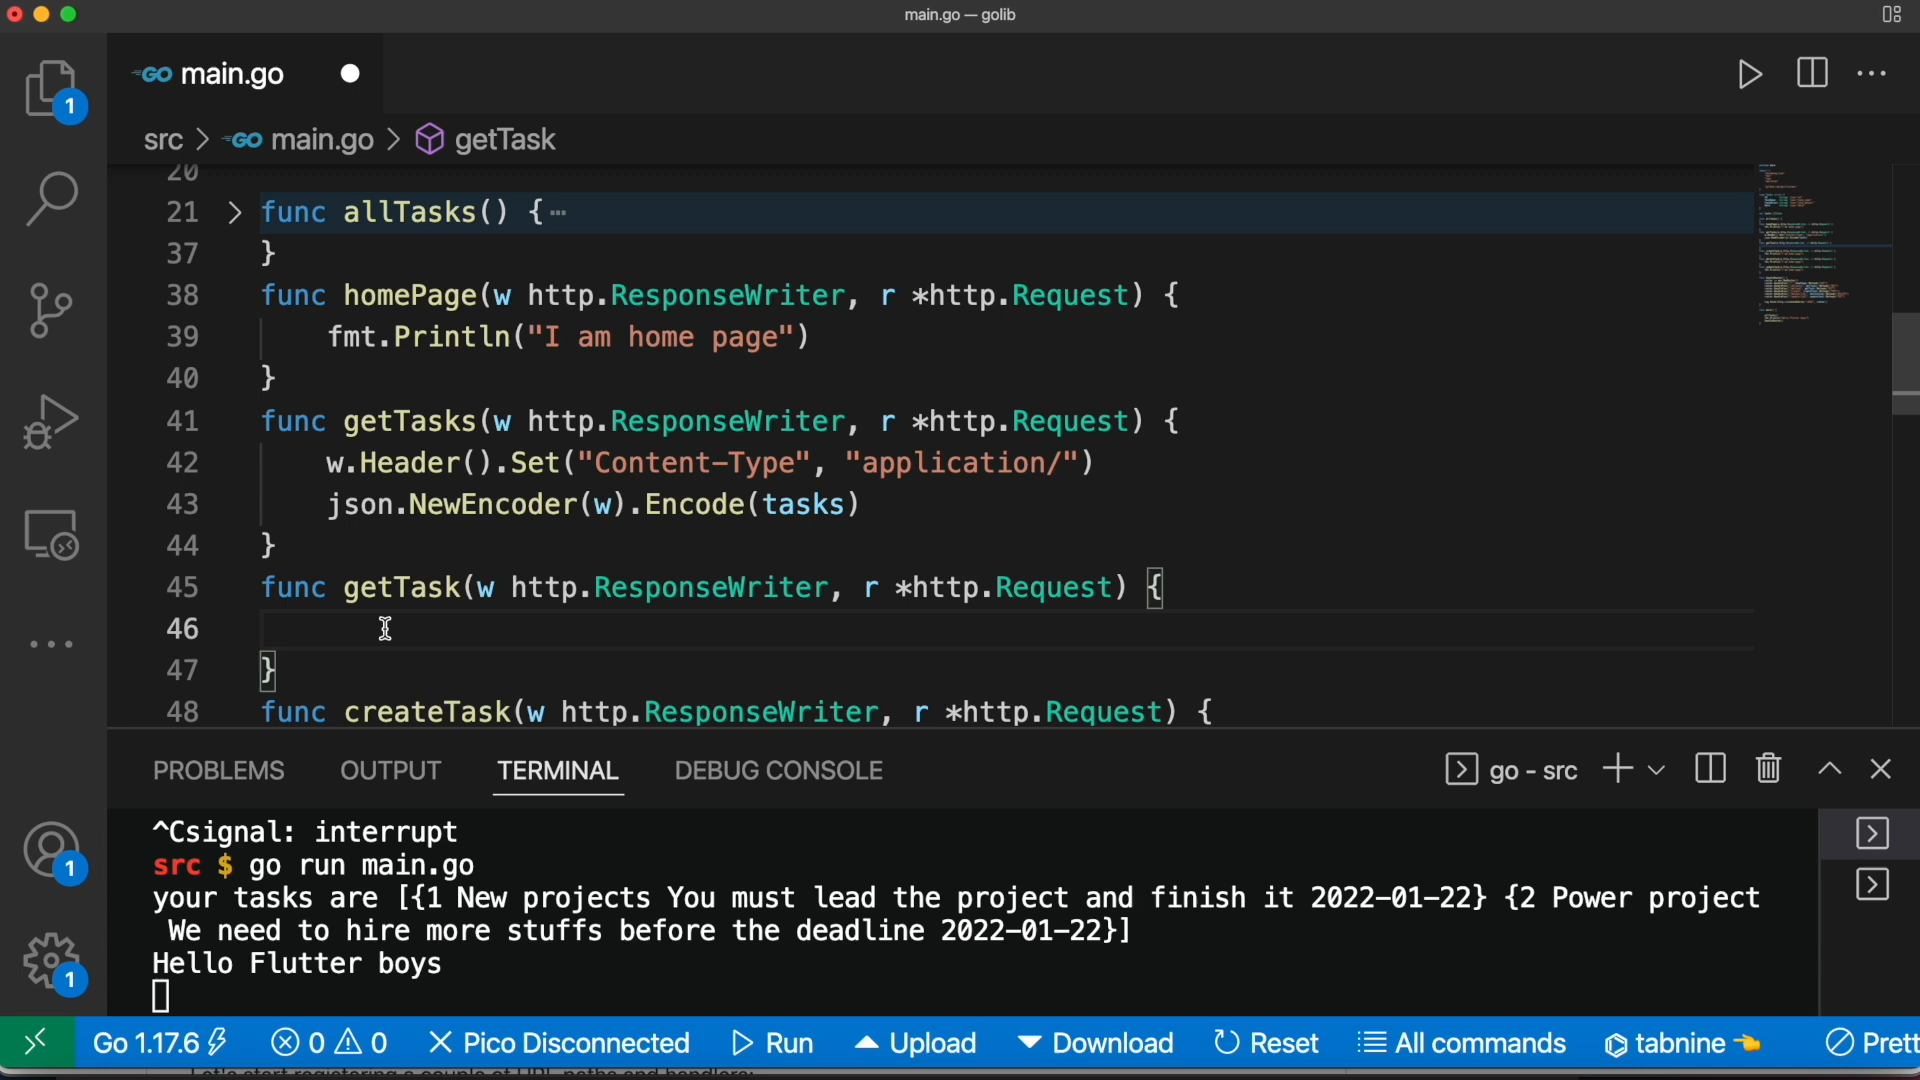 main.go — golib
GO main.go
1
src > GO main.go > getTask
20
21 > func allTasks() { ⋯
37 }
38 func homePage(w http.ResponseWriter, r *http.Request) {
39 fmt.Println("I am home page")
40 }
41 func getTasks(w http.ResponseWriter, r *http.Request) {
42 w.Header().Set("Content-Type", "application/")
43 json.NewEncoder(w).Encode(tasks)
44 }
45 func getTask(w http.ResponseWriter, r *http.Request) {
46
47 }
48 func createTask(w http.ResponseWriter, r *http.Request) {
PROBLEMS OUTPUT TERMINAL DEBUG CONSOLE go - src
^Csignal: interrupt
src $ go run main.go
your tasks are [{1 New projects You must lead the project and finish it 2022-01-22} {2 Power project
We need to hire more stuffs before the deadline 2022-01-22}]
Hello Flutter boys
1
1
Go 1.17.6 0 0 Pico Disconnected Run Upload Download Reset All commands tabnine Prett